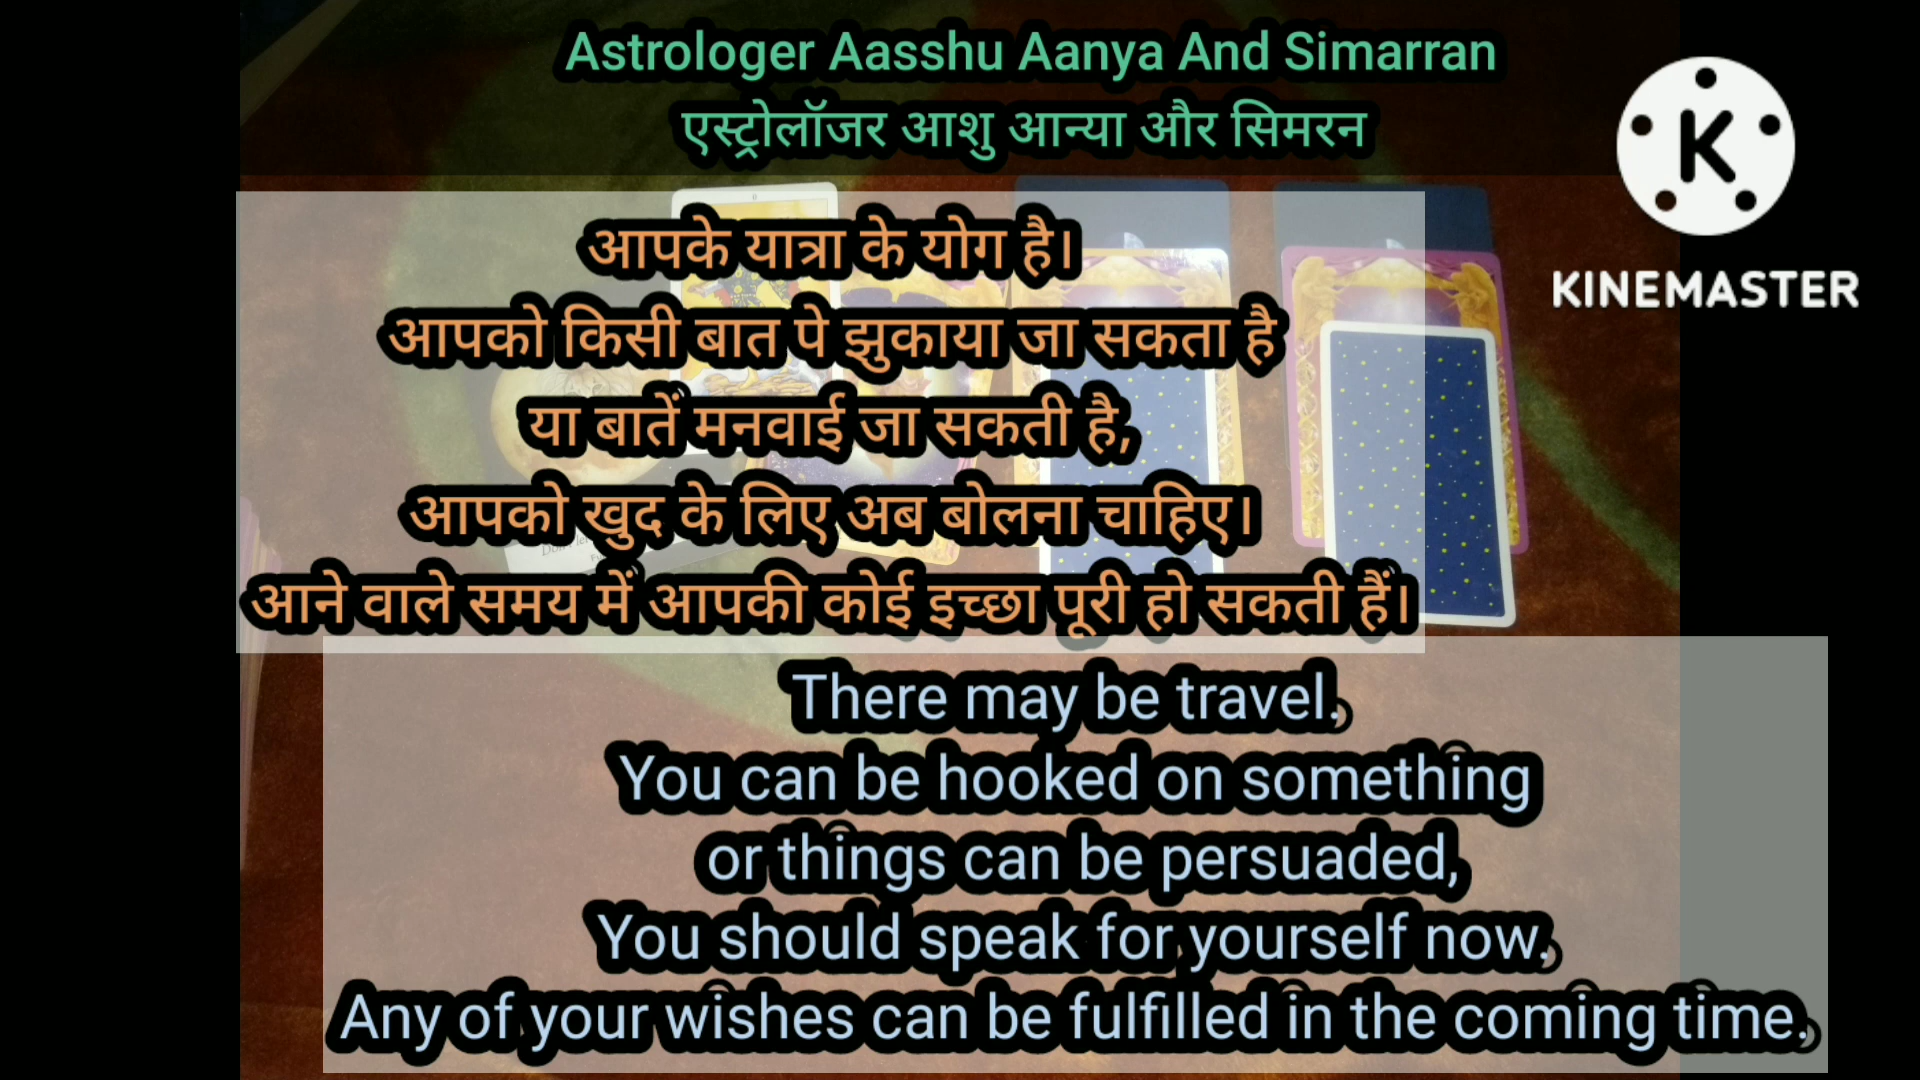 Astrologer Aasshu Aanya And Simarran
एस्ट्रोलॉजर आशु आन्या और सिमरन
K
KINEMASTER
आपके यात्रा के योग है।
आपको किसी बात पे झुकाया जा सकता है
या बातें मनवाई जा सकती है,
आपको खुद के लिए अब बोलना चाहिए।
आने वाले समय में आपकी कोई इच्छा पूरी हो सकती हैं।
There may be travel.
You can be hooked on something
or things can be persuaded,
You should speak for yourself now.
Any of your wishes can be fulfilled in the coming time.